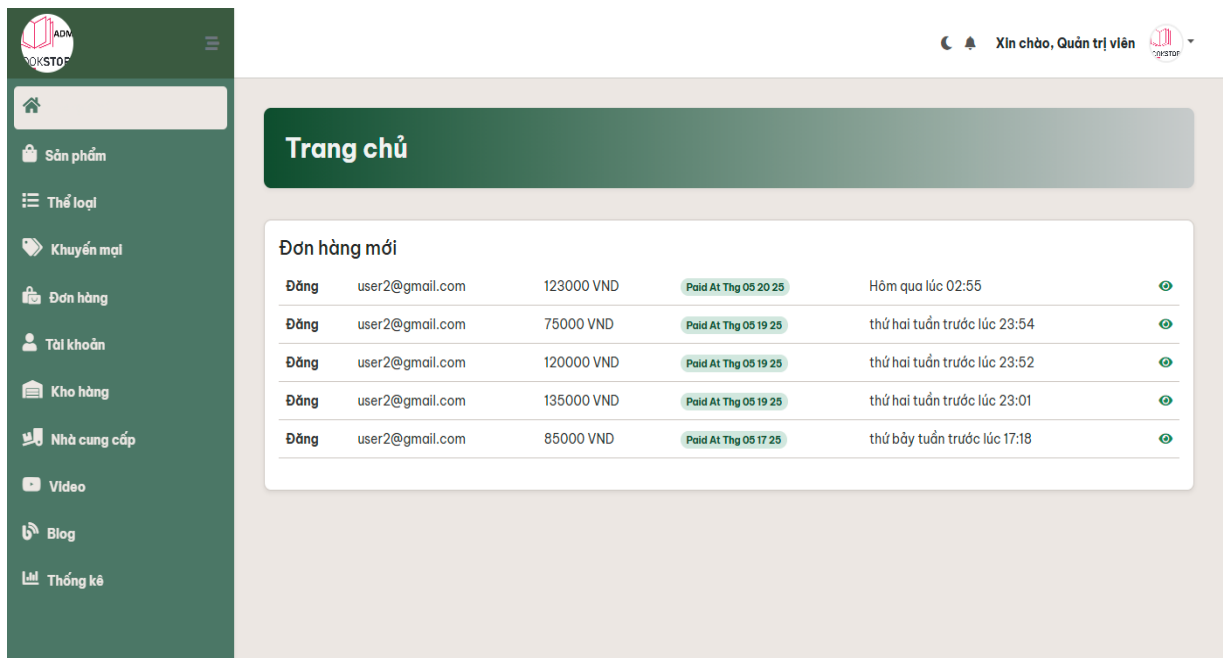 ADM
OOKSTOR
Xin chào, Quản trị viên
OOKSTOR
Sản phẩm
Thể loại
Khuyến mại
Đơn hàng
Tài khoản
Kho hàng
Nhà cung cấp
Video
Blog
Thống kê
Trang chủ
Đơn hàng mới
Đăng user2@gmail.com 123000 VND Paid At Thg 05 20 25 Hôm qua lúc 02:55
Đăng user2@gmail.com 75000 VND Paid At Thg 05 19 25 thứ hai tuần trước lúc 23:54
Đăng user2@gmail.com 120000 VND Paid At Thg 05 19 25 thứ hai tuần trước lúc 23:52
Đăng user2@gmail.com 135000 VND Paid At Thg 05 19 25 thứ hai tuần trước lúc 23:01
Đăng user2@gmail.com 85000 VND Paid At Thg 05 17 25 thứ bảy tuần trước lúc 17:18